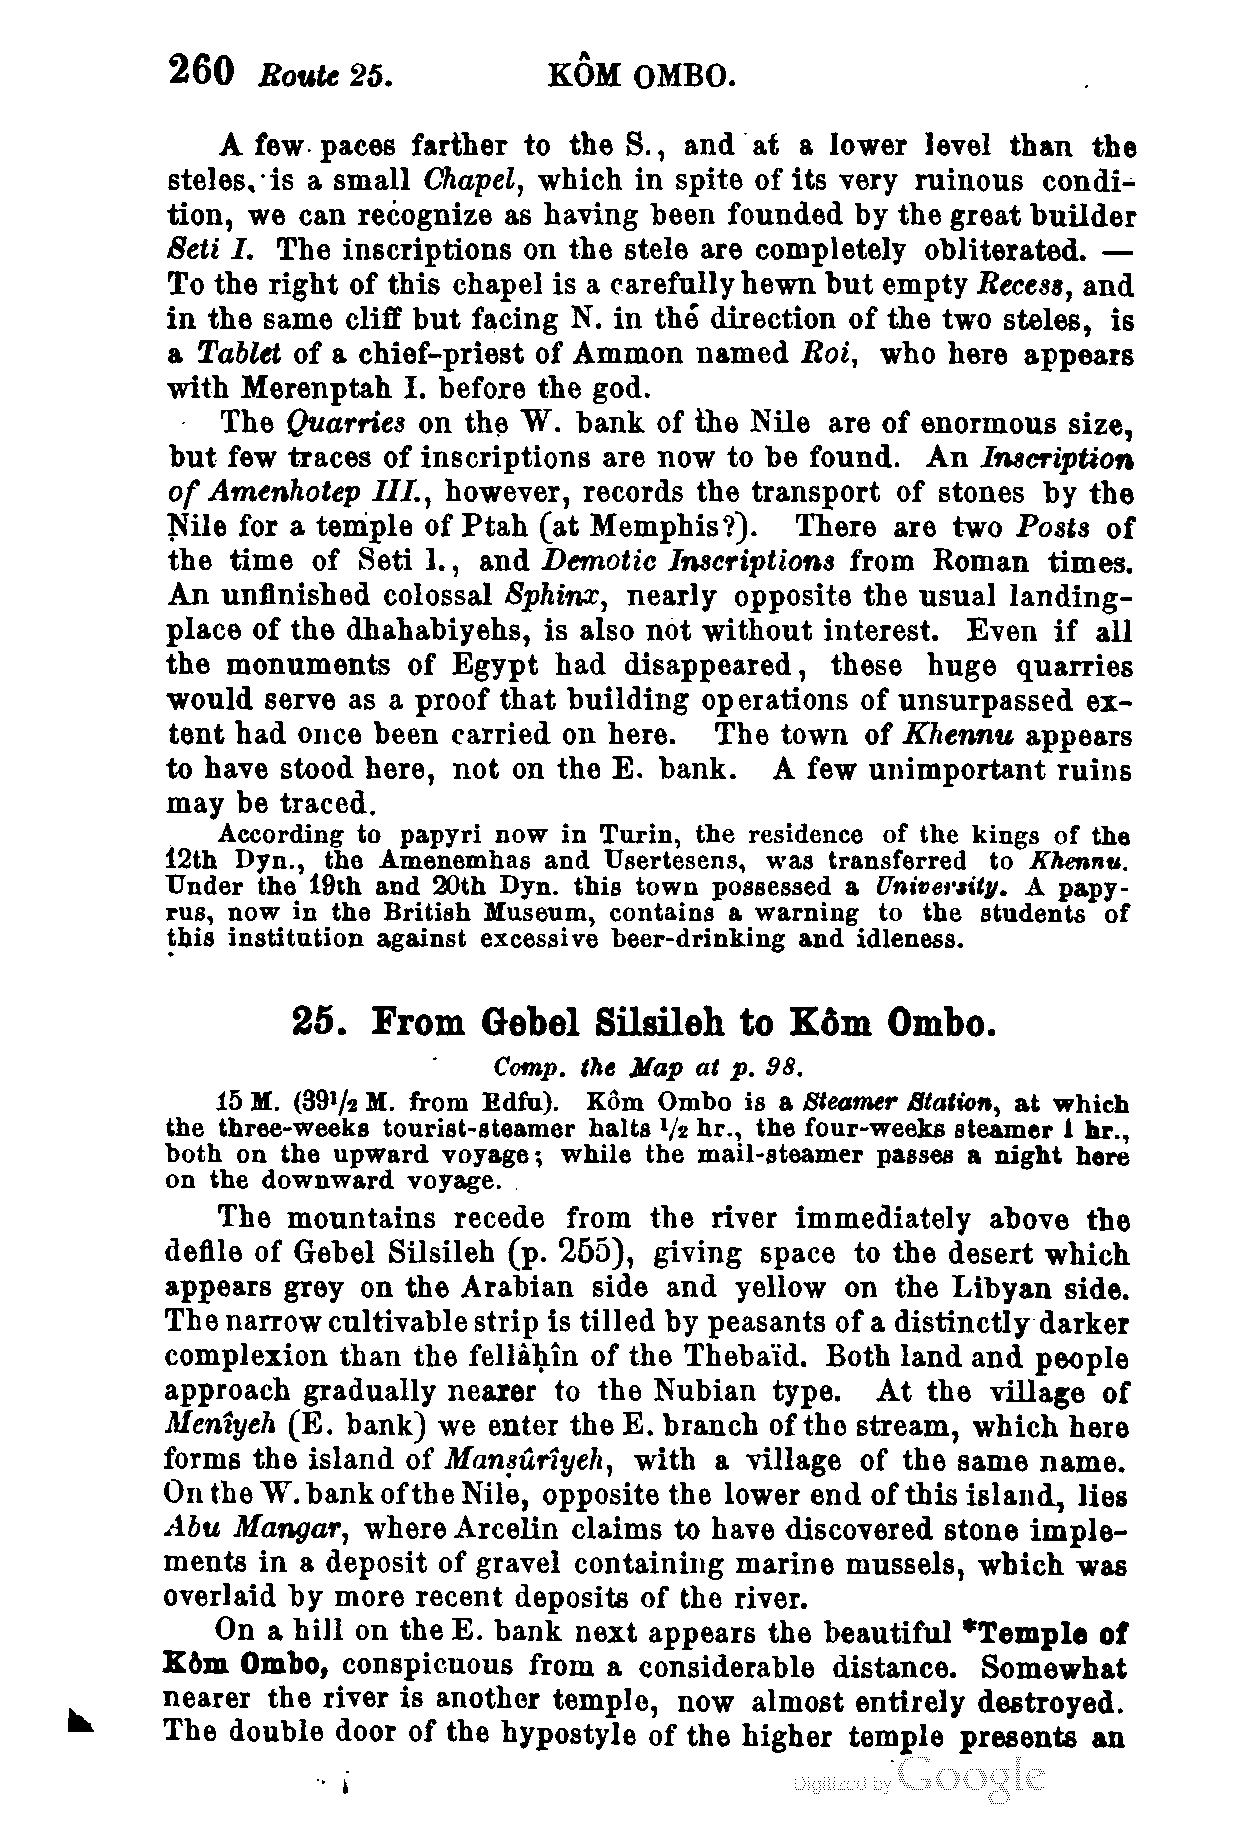 260 Route 25. KÔM OMBO.
A few paces farther to the S., and at a lower level than the
steles, is a small Chapel, which in spite of its very ruinous condi-
tion, we can recognize as having been founded by the great builder
Seti I. The inscriptions on the stele are completely obliterated. —
To the right of this chapel is a carefully hewn but empty Recess, and
in the same cliff but facing N. in the direction of the two steles, is
a Tablet of a chief-priest of Ammon named Roi, who here appears
with Merenptah I. before the god.
The Quarries on the W. bank of the Nile are of enormous size,
but few traces of inscriptions are now to be found. An Inscription
of Amenhotep III., however, records the transport of stones by the
Nile for a temple of Ptah (at Memphis?). There are two Posts of
the time of Seti I., and Demotic Inscriptions from Roman times.
An unfinished colossal Sphinx, nearly opposite the usual landing-
place of the dhahabiyehs, is also not without interest. Even if all
the monuments of Egypt had disappeared, these huge quarries
would serve as a proof that building operations of unsurpassed ex-
tent had once been carried on here. The town of Khennu appears
to have stood here, not on the E. bank. A few unimportant ruins
may be traced.
According to papyri now in Turin, the residence of the kings of the
12th Dyn., the Amenemhas and Usertesens, was transferred to Khennu.
Under the 19th and 20th Dyn. this town possessed a University. A papy-
rus, now in the British Museum, contains a warning to the students of
this institution against excessive beer-drinking and idleness.
25. From Gebel Silsileh to Kôm Ombo.
Comp. the Map at p. 98.
15 M. (39 1/2 M. from Edfu). Kôm Ombo is a Steamer Station, at which
the three-weeks tourist-steamer halts 1/2 hr., the four-weeks steamer 1 hr.,
both on the upward voyage; while the mail-steamer passes a night here
on the downward voyage.
The mountains recede from the river immediately above the
defile of Gebel Silsileh (p. 255), giving space to the desert which
appears grey on the Arabian side and yellow on the Libyan side.
The narrow cultivable strip is tilled by peasants of a distinctly darker
complexion than the fellâḥîn of the Thebaïd. Both land and people
approach gradually nearer to the Nubian type. At the village of
Menîyeh (E. bank) we enter the E. branch of the stream, which here
forms the island of Manṣûrîyeh, with a village of the same name.
On the W. bank of the Nile, opposite the lower end of this island, lies
Abu Mangar, where Arcelin claims to have discovered stone imple-
ments in a deposit of gravel containing marine mussels, which was
overlaid by more recent deposits of the river.
On a hill on the E. bank next appears the beautiful *Temple of
Kôm Ombo, conspicuous from a considerable distance. Somewhat
nearer the river is another temple, now almost entirely destroyed.
The double door of the hypostyle of the higher temple presents an
Digitized by Google